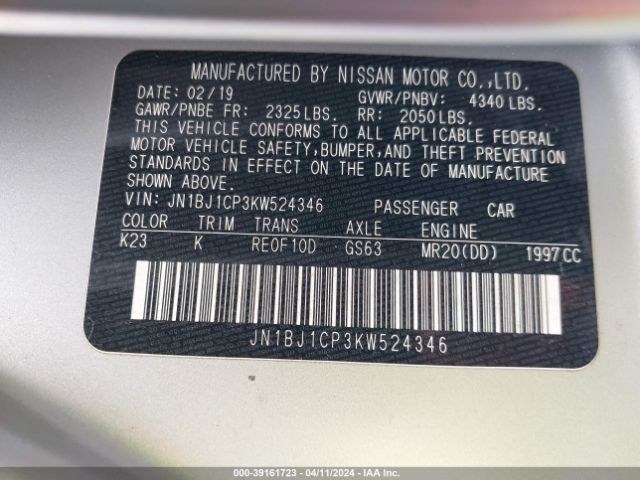 MANUFACTURED BY NISSAN MOTOR CO.,LTD.
DATE: 02/19 GVWR/PNBV: 4340 LBS.
GAWR/PNBE FR: 2325 LBS. RR: 2050 LBS.
THIS VEHICLE CONFORMS TO ALL APPLICABLE FEDERAL
MOTOR VEHICLE SAFETY, BUMPER, AND THEFT PREVENTION
STANDARDS IN EFFECT ON THE DATE OF MANUFACTURE
SHOWN ABOVE.
VIN: JN1BJ1CP3KW524346 PASSENGER CAR
COLOR TRIM TRANS AXLE ENGINE
K23 K RE0F10D GS63 MR20(DD) 1997CC
JN1BJ1CP3KW524346
000-39161723 - 04/11/2024 - IAA Inc.